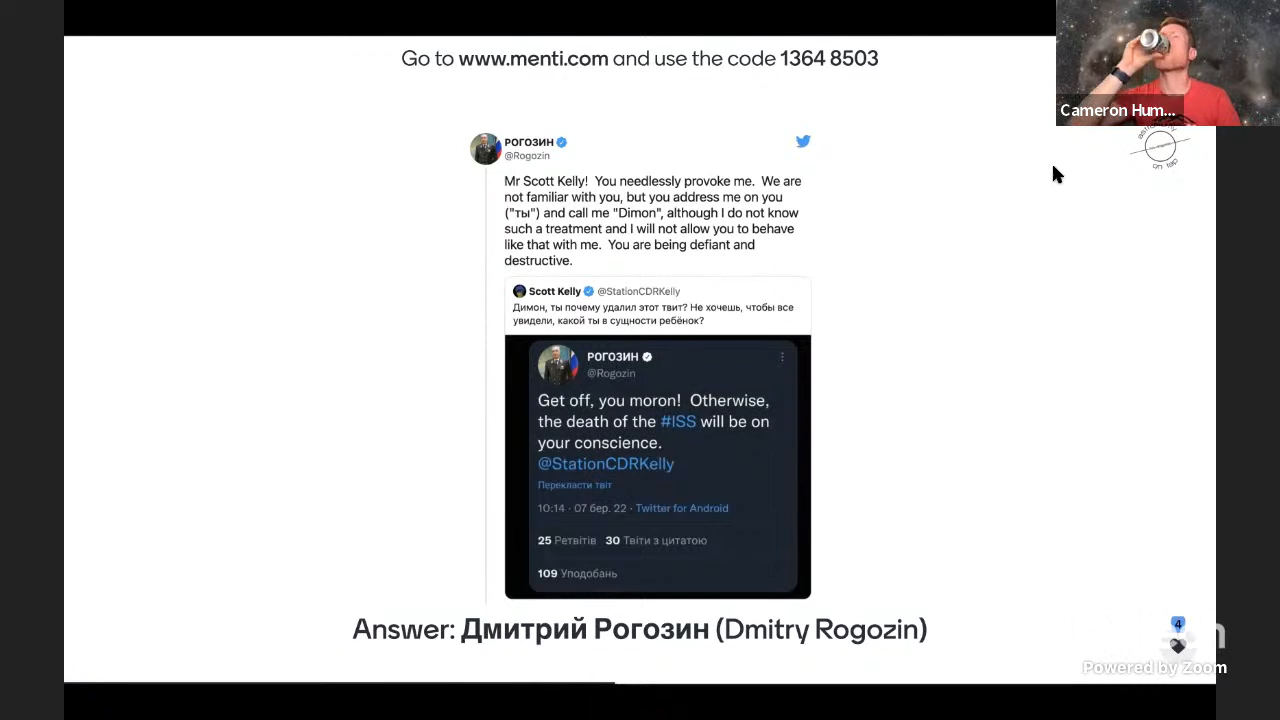 Go to www.menti.com and use the code 1364 8503
Cameron Hum...
astronomy
on tap
РОГОЗИН
@Rogozin
Mr Scott Kelly! You needlessly provoke me. We are
not familiar with you, but you address me on you
("ты") and call me "Dimon", although I do not know
such a treatment and I will not allow you to behave
like that with me. You are being defiant and
destructive.
Scott Kelly @StationCDRKelly
Димон, ты почему удалил этот твит? Не хочешь, чтобы все
увидели, какой ты в сущности ребёнок?
РОГОЗИН
@Rogozin
Get off, you moron! Otherwise,
the death of the #ISS will be on
your conscience.
@StationCDRKelly
Перекласти твіт
10:14 · 07 бер. 22 · Twitter for Android
25 Ретвітів 30 Твіти з цитатою
109 Уподобань
Answer: Дмитрий Рогозин (Dmitry Rogozin)
4
Powered by Zoom